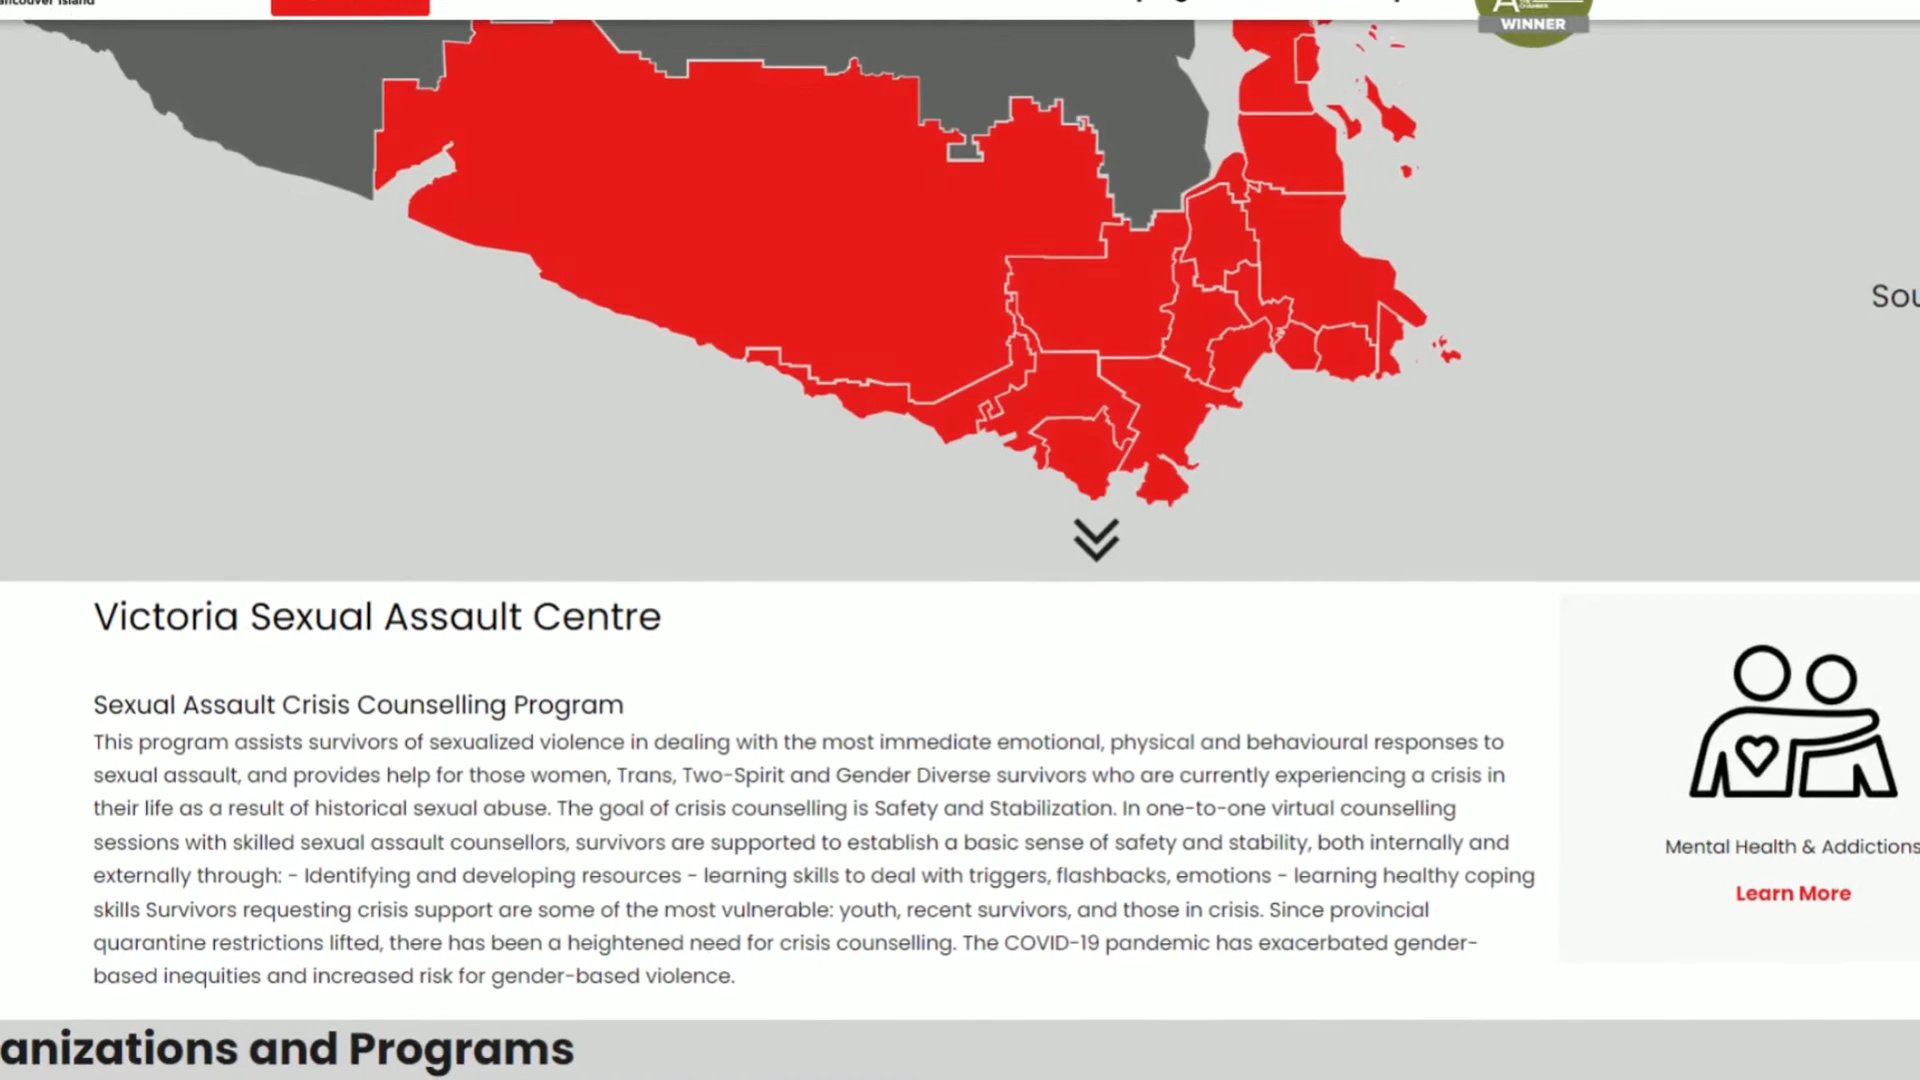 Vancouver Island
WINNER
Sou
Victoria Sexual Assault Centre
Sexual Assault Crisis Counselling Program
This program assists survivors of sexualized violence in dealing with the most immediate emotional, physical and behavioural responses to
sexual assault, and provides help for those women, Trans, Two-Spirit and Gender Diverse survivors who are currently experiencing a crisis in
their life as a result of historical sexual abuse. The goal of crisis counselling is Safety and Stabilization. In one-to-one virtual counselling
sessions with skilled sexual assault counsellors, survivors are supported to establish a basic sense of safety and stability, both internally and
externally through: - Identifying and developing resources - learning skills to deal with triggers, flashbacks, emotions - learning healthy coping
skills Survivors requesting crisis support are some of the most vulnerable: youth, recent survivors, and those in crisis. Since provincial
quarantine restrictions lifted, there has been a heightened need for crisis counselling. The COVID-19 pandemic has exacerbated gender-
based inequities and increased risk for gender-based violence.
Mental Health & Addictions
Learn More
anizations and Programs